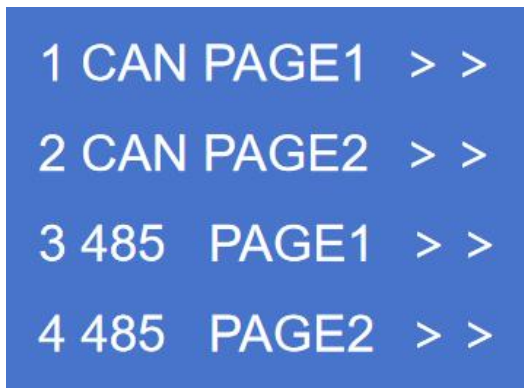 1 CAN PAGE1 > >
2 CAN PAGE2 > >
3 485 PAGE1 > >
4 485 PAGE2 > >